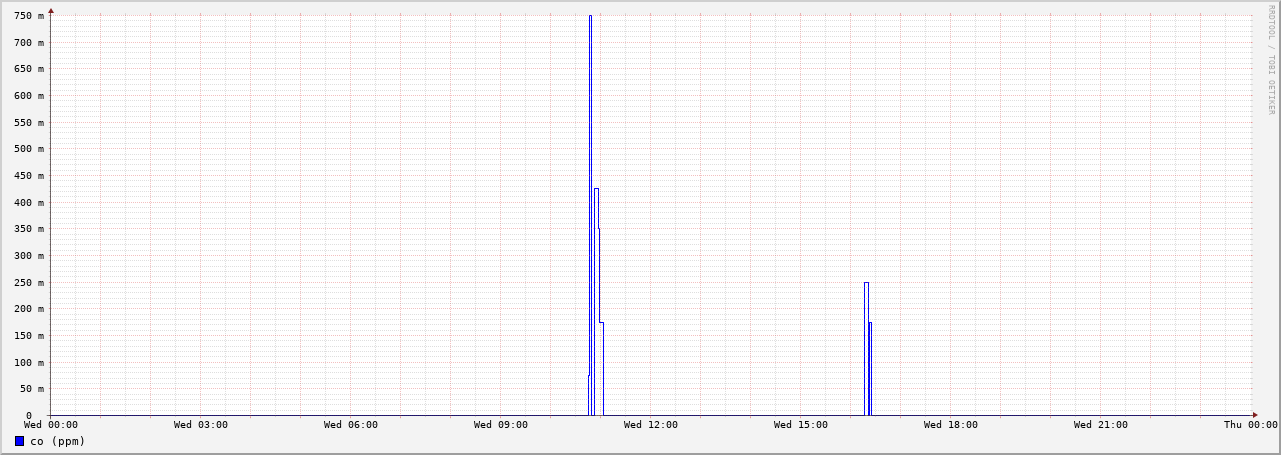 750 m
700 m
650 m
600 m
550 m
500 m
450 m
400 m
350 m
300 m
250 m
200 m
150 m
100 m
50 m
0
Wed 00:00 Wed 03:00 Wed 06:00 Wed 09:00 Wed 12:00 Wed 15:00 Wed 18:00 Wed 21:00 Thu 00:00
co (ppm)
RRDTOOL / TOBI OETIKER